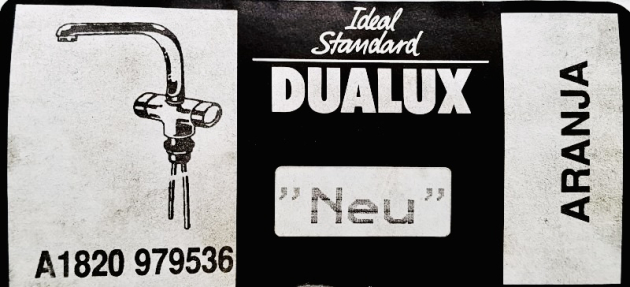 Ideal
Standard
DUALUX
"Neu"
A1820 979536
ARANJA